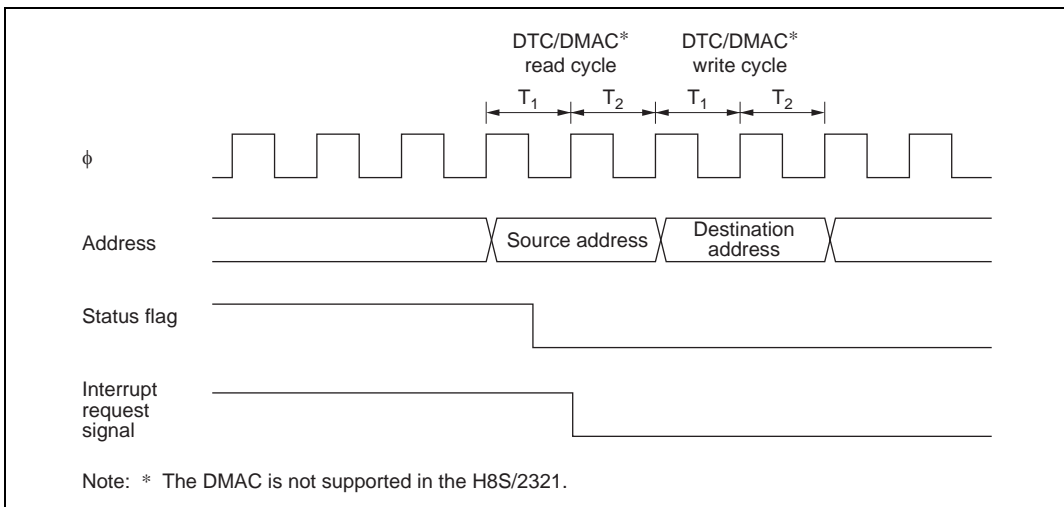 DTC/DMAC* DTC/DMAC*
read cycle write cycle
T1 T2 T1 T2
ϕ
Address Source address Destination address
Status flag
Interrupt
request
signal
Note: * The DMAC is not supported in the H8S/2321.